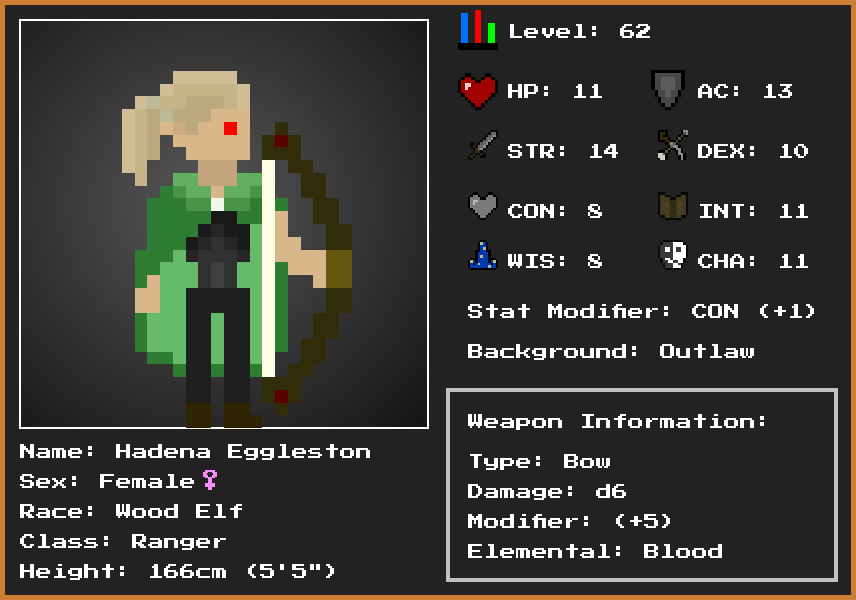 Level: 62
HP: 11 AC: 13
STR: 14 DEX: 10
CON: 8 INT: 11
WIS: 8 CHA: 11
Stat Modifier: CON (+1)
Background: Outlaw
Weapon Information:
Type: Bow
Damage: d6
Modifier: (+5)
Elemental: Blood
Name: Hadena Eggleston
Sex: Female♀
Race: Wood Elf
Class: Ranger
Height: 166cm (5'5")